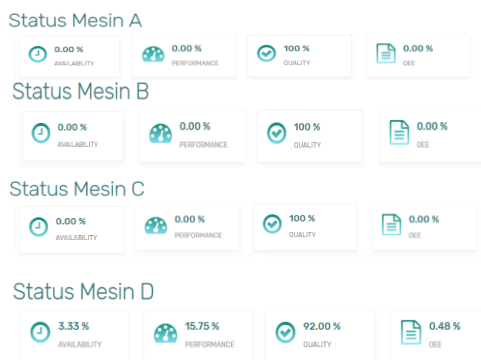 Status Mesin A
0.00 % 0.00 % 100 % 0.00 %
AVAILABILITY PERFORMANCE QUALITY OEE
Status Mesin B
0.00 % 0.00 % 100 % 0.00 %
AVAILABILITY PERFORMANCE QUALITY OEE
Status Mesin C
0.00 % 0.00 % 100 % 0.00 %
AVAILABILITY PERFORMANCE QUALITY OEE
Status Mesin D
3.33 % 15.75 % 92.00 % 0.48 %
AVAILABILITY PERFORMANCE QUALITY OEE